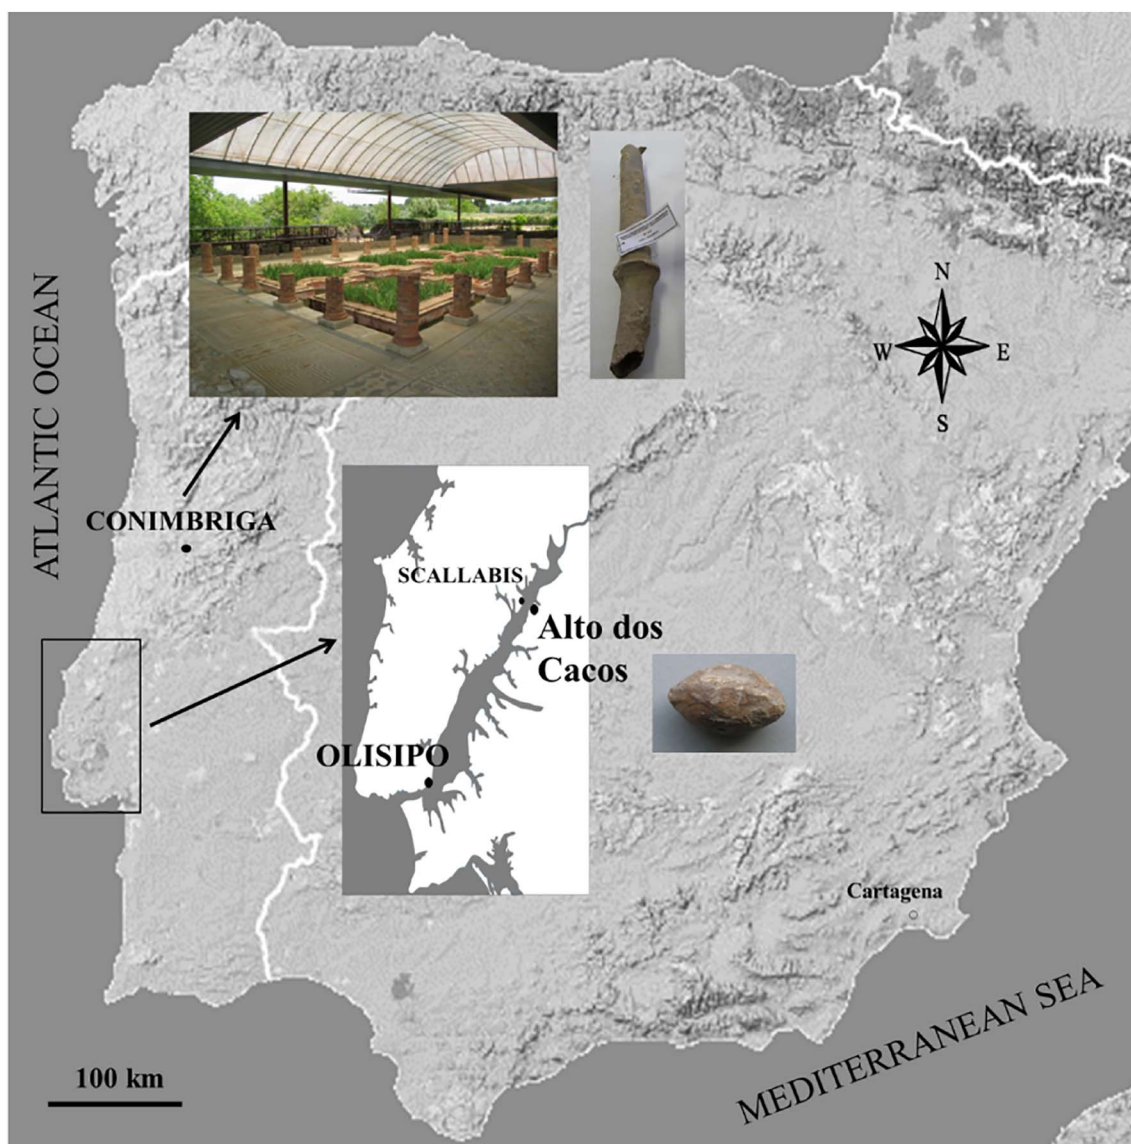 ATLANTIC OCEAN
N
W
E
S
CONIMBRIGA
SCALLABIS
Alto dos
Cacos
OLISIPO
Cartagena
MEDITERRANEAN SEA
100 km